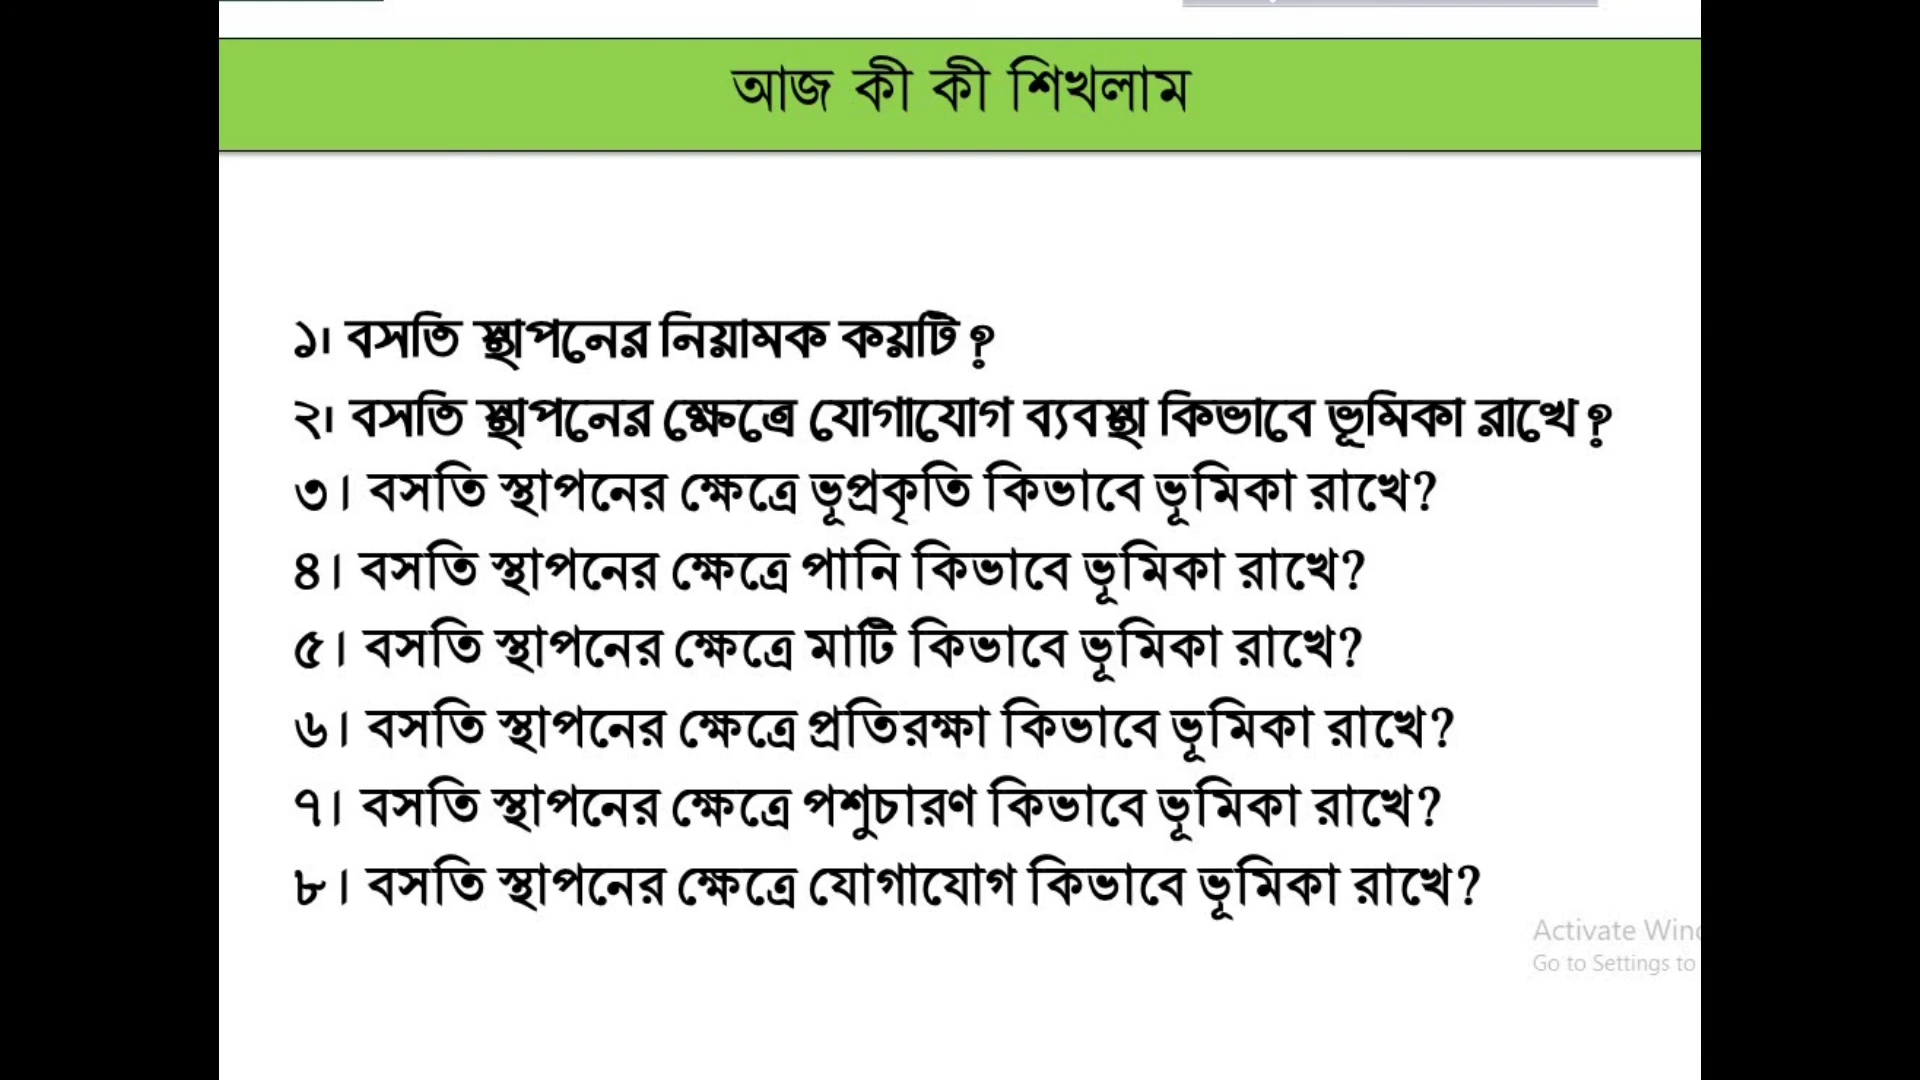 আজ কী কী শিখলাম
১। বসতি স্থাপনের নিয়ামক কয়টি ?
২। বসতি স্থাপনের ক্ষেত্রে যোগাযোগ ব্যবস্থা কিভাবে ভূমিকা রাখে ?
৩। বসতি স্থাপনের ক্ষেত্রে ভূপ্রকৃতি কিভাবে ভূমিকা রাখে?
৪। বসতি স্থাপনের ক্ষেত্রে পানি কিভাবে ভূমিকা রাখে?
৫। বসতি স্থাপনের ক্ষেত্রে মাটি কিভাবে ভূমিকা রাখে?
৬। বসতি স্থাপনের ক্ষেত্রে প্রতিরক্ষা কিভাবে ভূমিকা রাখে?
৭। বসতি স্থাপনের ক্ষেত্রে পশুচারণ কিভাবে ভূমিকা রাখে?
৮। বসতি স্থাপনের ক্ষেত্রে যোগাযোগ কিভাবে ভূমিকা রাখে?
Activate Win
Go to Settings to